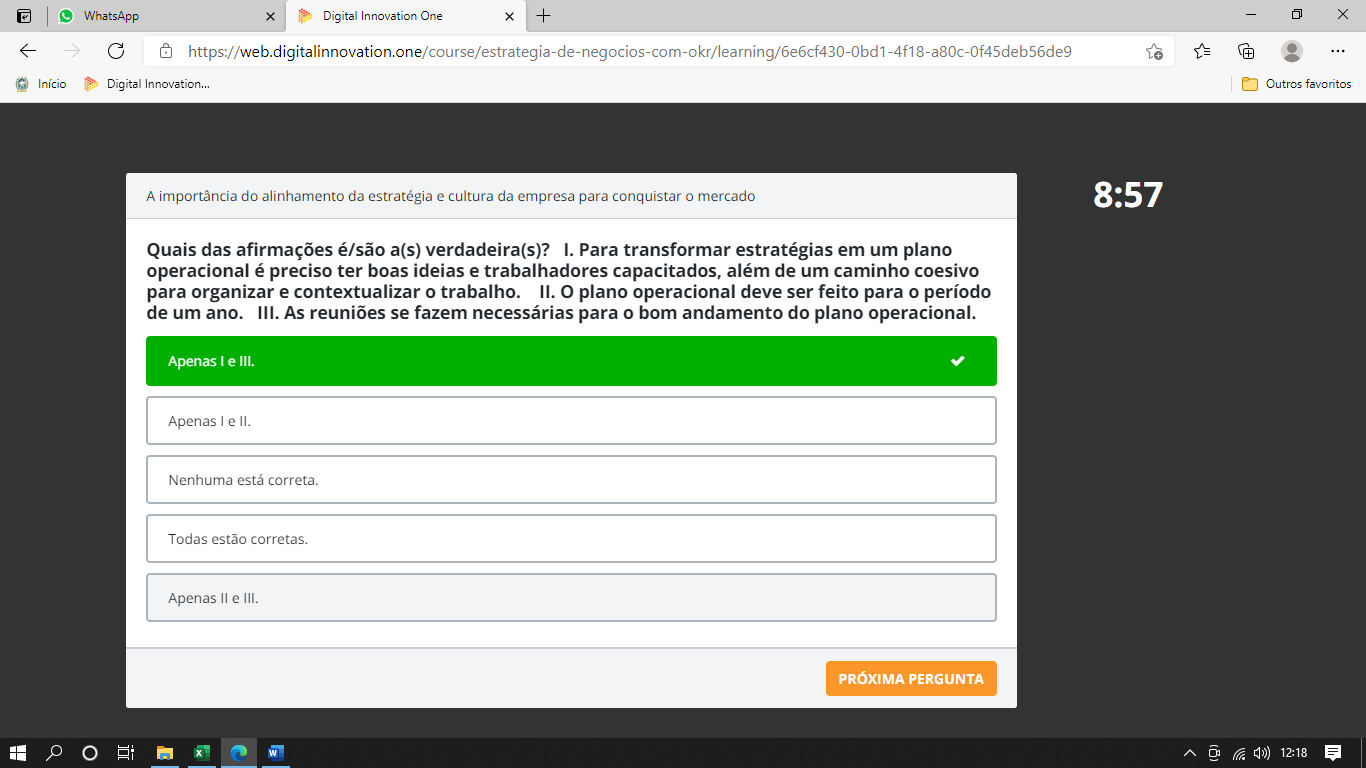 WhatsApp
Digital Innovation One
https://web.digitalinnovation.one/course/estrategia-de-negocios-com-okr/learning/6e6cf430-0bd1-4f18-a80c-0f45deb56de9
Início
Digital Innovation...
Outros favoritos
A importância do alinhamento da estratégia e cultura da empresa para conquistar o mercado
8:57
Quais das afirmações é/são a(s) verdadeira(s)? I. Para transformar estratégias em um plano
operacional é preciso ter boas ideias e trabalhadores capacitados, além de um caminho coesivo
para organizar e contextualizar o trabalho. II. O plano operacional deve ser feito para o período
de um ano. III. As reuniões se fazem necessárias para o bom andamento do plano operacional.
Apenas I e III.
Apenas I e II.
Nenhuma está correta.
Todas estão corretas.
Apenas II e III.
PRÓXIMA PERGUNTA
12:18